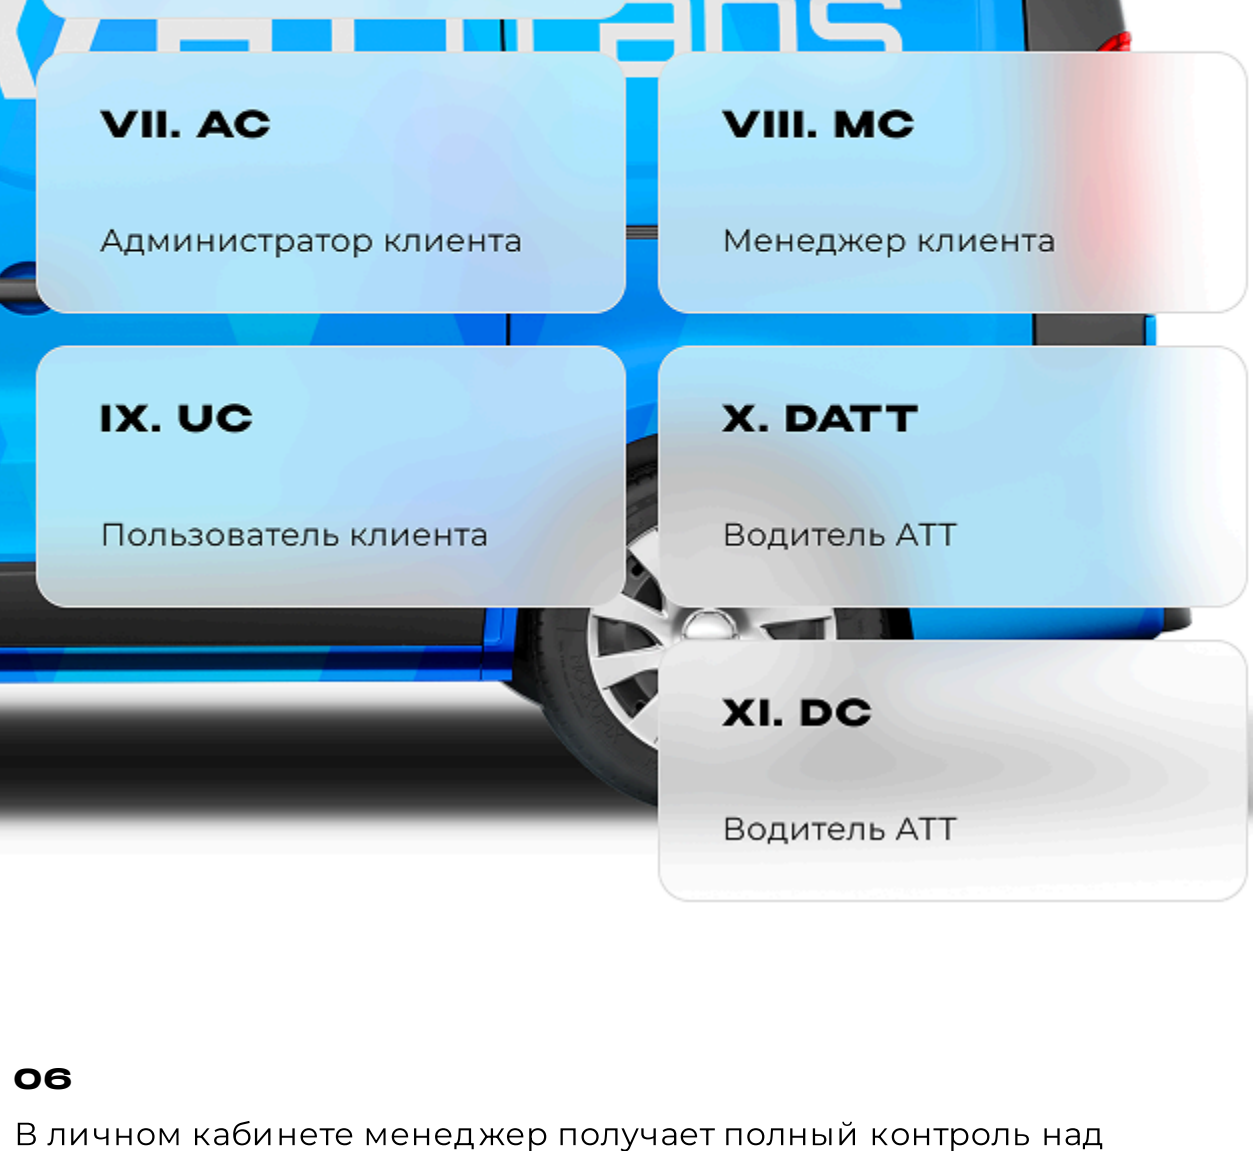 VII. AC
VIII. MC
Администратор клиента
Менеджер клиента
IX. UC
X. DATT
Пользователь клиента
Водитель АТТ
XI. DC
Водитель АТТ
06
В личном кабинете менеджер получает полный контроль над